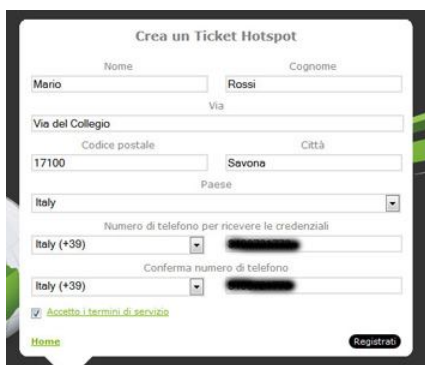 Crea un Ticket Hotspot
Nome Cognome
Mario Rossi
Via
Via del Collegio
Codice postale Città
17100 Savona
Paese
Italy
Numero di telefono per ricevere le credenziali
Italy (+39)
Conferma numero di telefono
Italy (+39)
Accetto i termini di servizio
Home Registrati